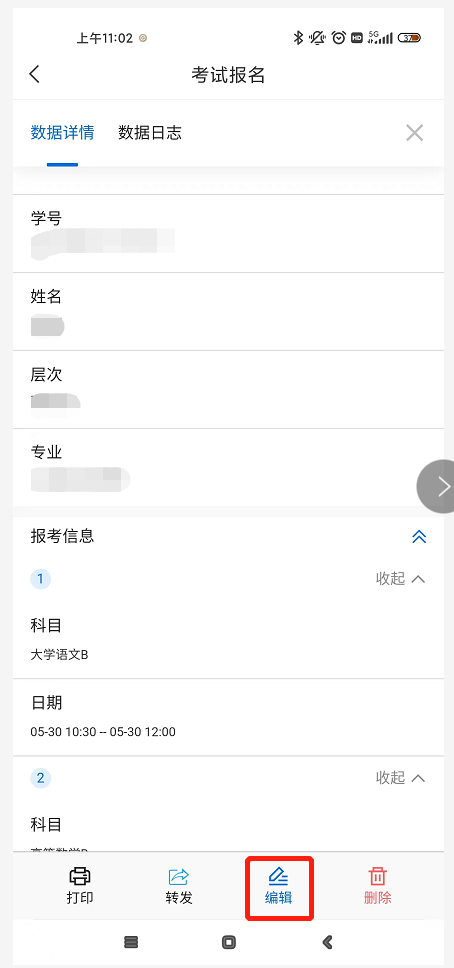 上午11:02
5G
HD
37
考试报名
数据详情 数据日志
学号
姓名
层次
专业
报考信息
1 收起
科目
大学语文B
日期
05-30 10:30 -- 05-30 12:00
2 收起
科目
打印 转发 编辑 删除